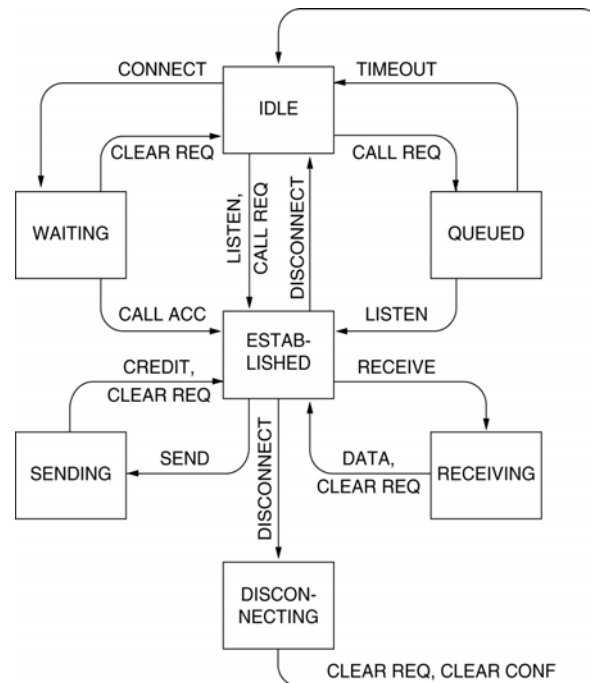 CONNECT
TIMEOUT
IDLE
CLEAR REQ
CALL REQ
LISTEN,
CALL REQ
DISCONNECT
WAITING
QUEUED
CALL ACC
LISTEN
ESTAB-
LISHED
CREDIT,
CLEAR REQ
RECEIVE
SENDING
SEND
DISCONNECT
DATA,
CLEAR REQ
RECEIVING
DISCON-
NECTING
CLEAR REQ, CLEAR CONF